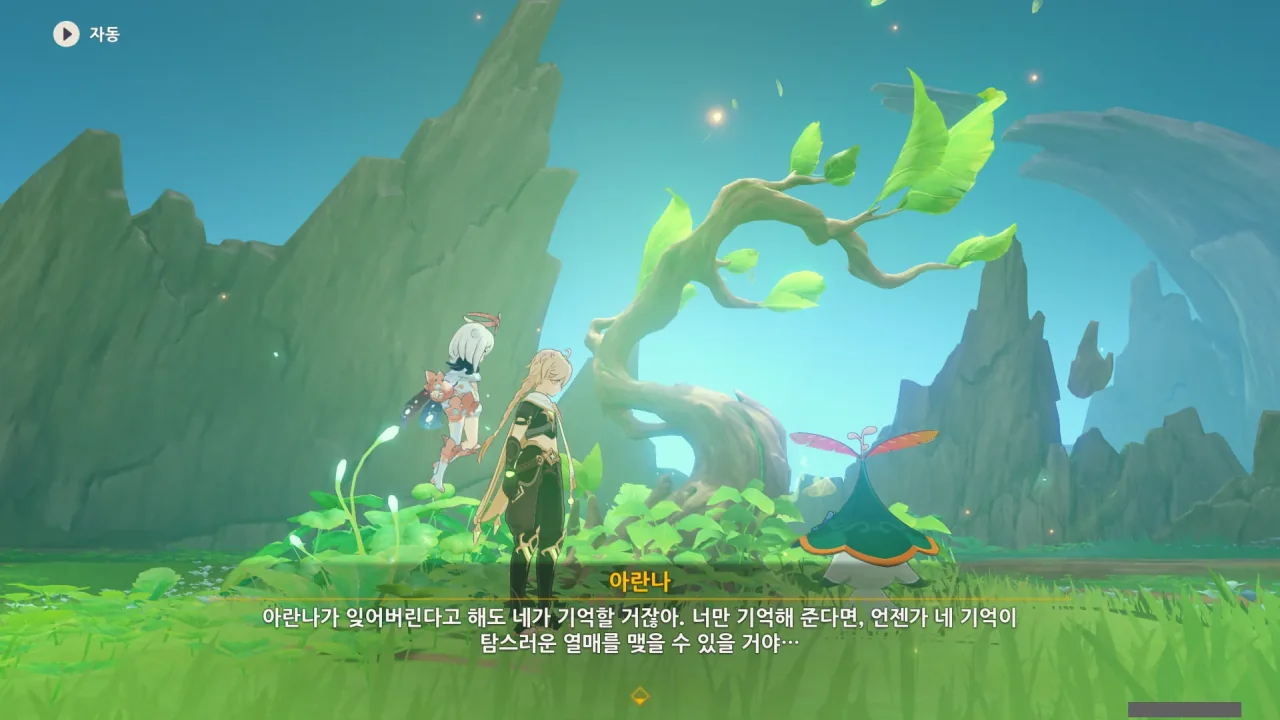 자동
아란나
아란나가 잊어버린다고 해도 네가 기억할 거잖아. 너만 기억해 준다면, 언젠가 네 기억이
탐스러운 열매를 맺을 수 있을 거야…